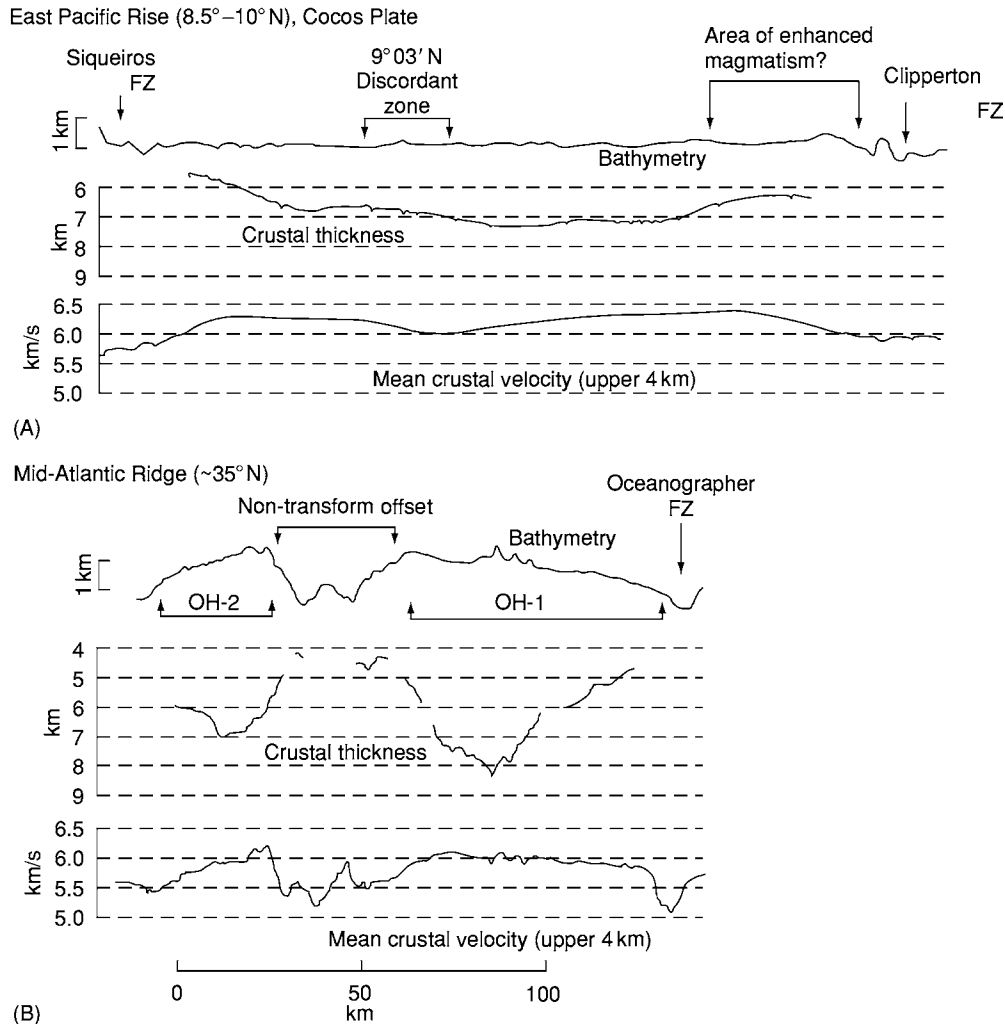 East Pacific Rise (8.5°–10°N), Cocos Plate
Siqueiros
FZ
9°03′N
Discordant
zone
Area of enhanced
magmatism?
Clipperton
FZ
1 km
Bathymetry
6
7
8
9
km
Crustal thickness
6.5
6.0
5.5
5.0
km/s
Mean crustal velocity (upper 4 km)
(A)
Mid-Atlantic Ridge (~35°N)
Non-transform offset
Oceanographer
FZ
Bathymetry
1 km
OH-2
OH-1
4
5
6
7
8
9
km
Crustal thickness
6.5
6.0
5.5
5.0
km/s
Mean crustal velocity (upper 4 km)
0
50
100
km
(B)